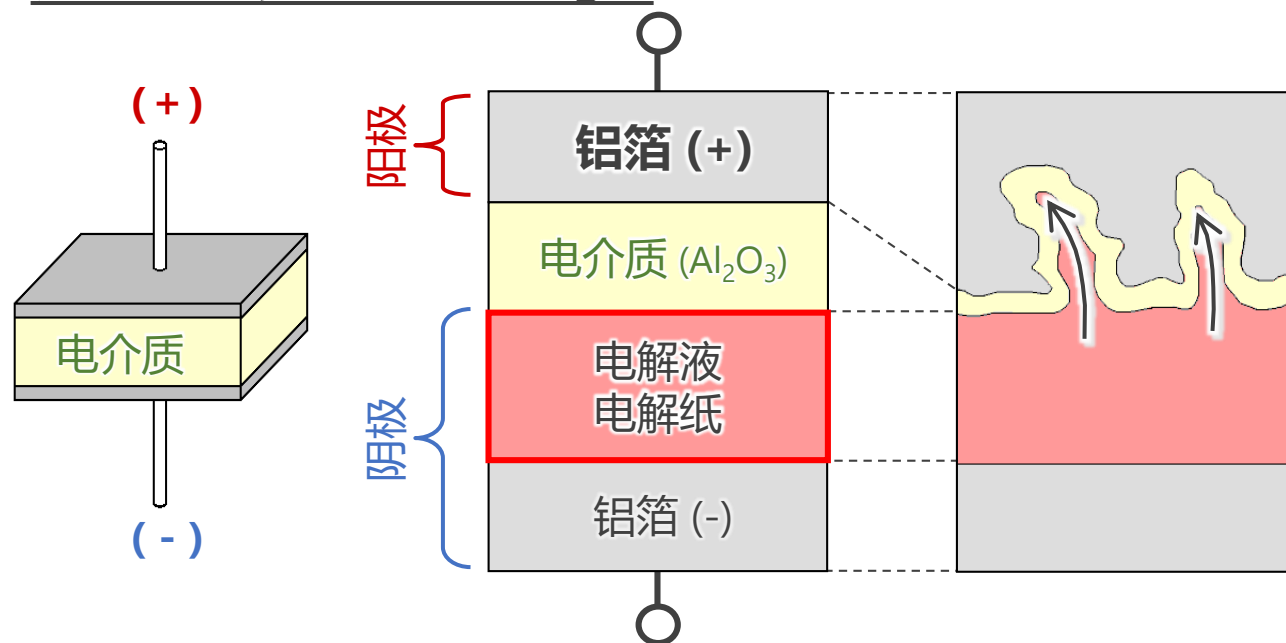 (+)
电介质
(-)
阳极
铝箔 (+)
电介质 (Al₂O₃)
阴极
电解液
电解纸
铝箔 (-)